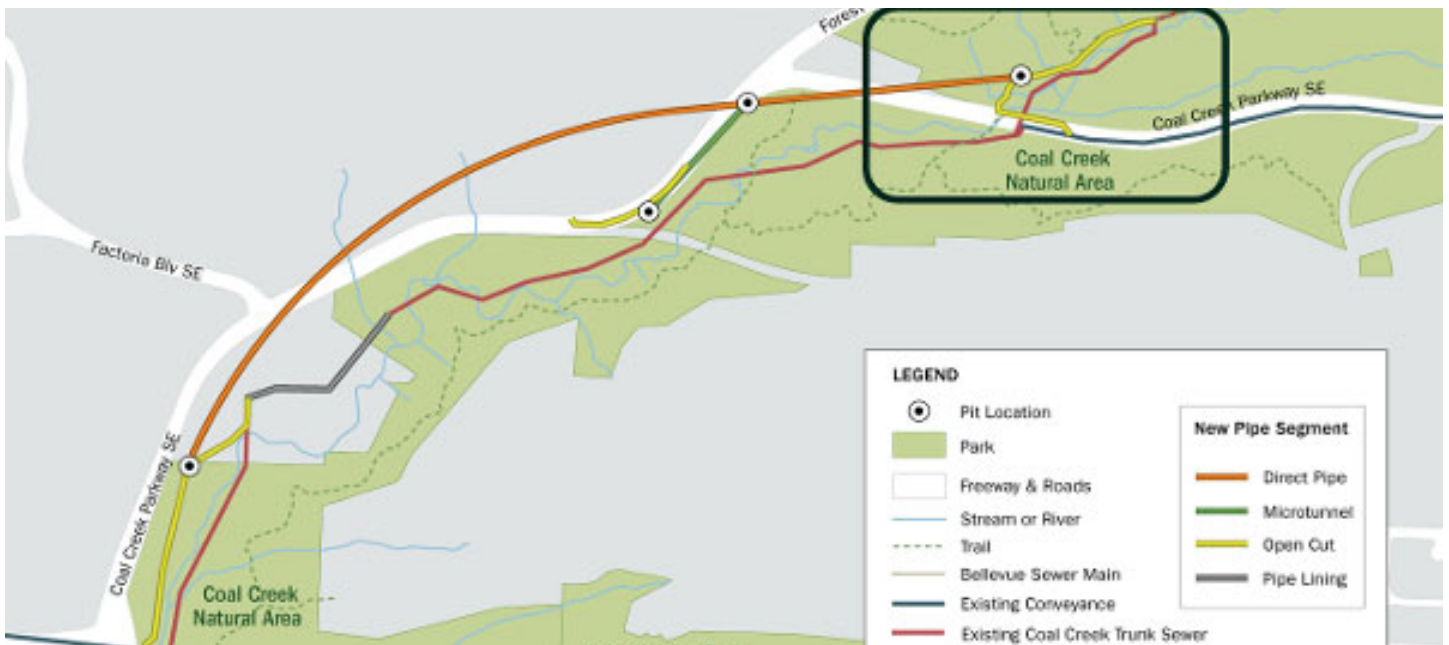 Forest
Coal Creek Parkway SE
Coal Creek
Natural Area
Factoria Blv SE
Coal Creek Parkway SE
Coal Creek
Natural Area
LEGEND
Pit Location
Park
Freeway & Roads
Stream or River
Trail
Bellevue Sewer Main
Existing Conveyance
Existing Coal Creek Trunk Sewer
New Pipe Segment
Direct Pipe
Microtunnel
Open Cut
Pipe Lining